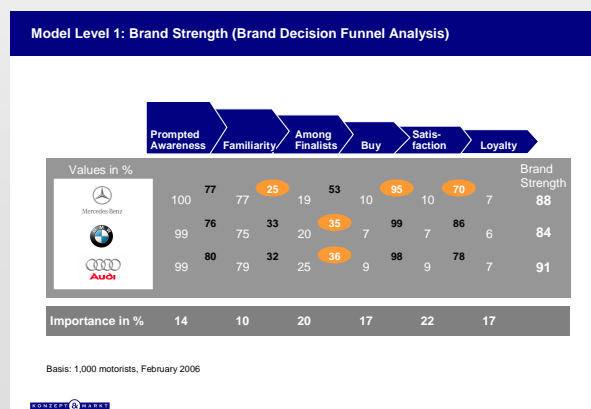 Model Level 1: Brand Strength (Brand Decision Funnel Analysis)
Prompted Awareness
Familiarity
Among Finalists
Buy
Satis-faction
Loyalty
Values in %
Brand Strength
Mercedes-Benz
100 77 77 25 19 53 10 95 10 70 7 88
BMW
99 76 75 33 20 35 7 99 7 86 6 84
Audi
99 80 79 32 25 36 9 98 9 78 7 91
Importance in % 14 10 20 17 22 17
Basis: 1,000 motorists, February 2006
KONZEPT & MARKT